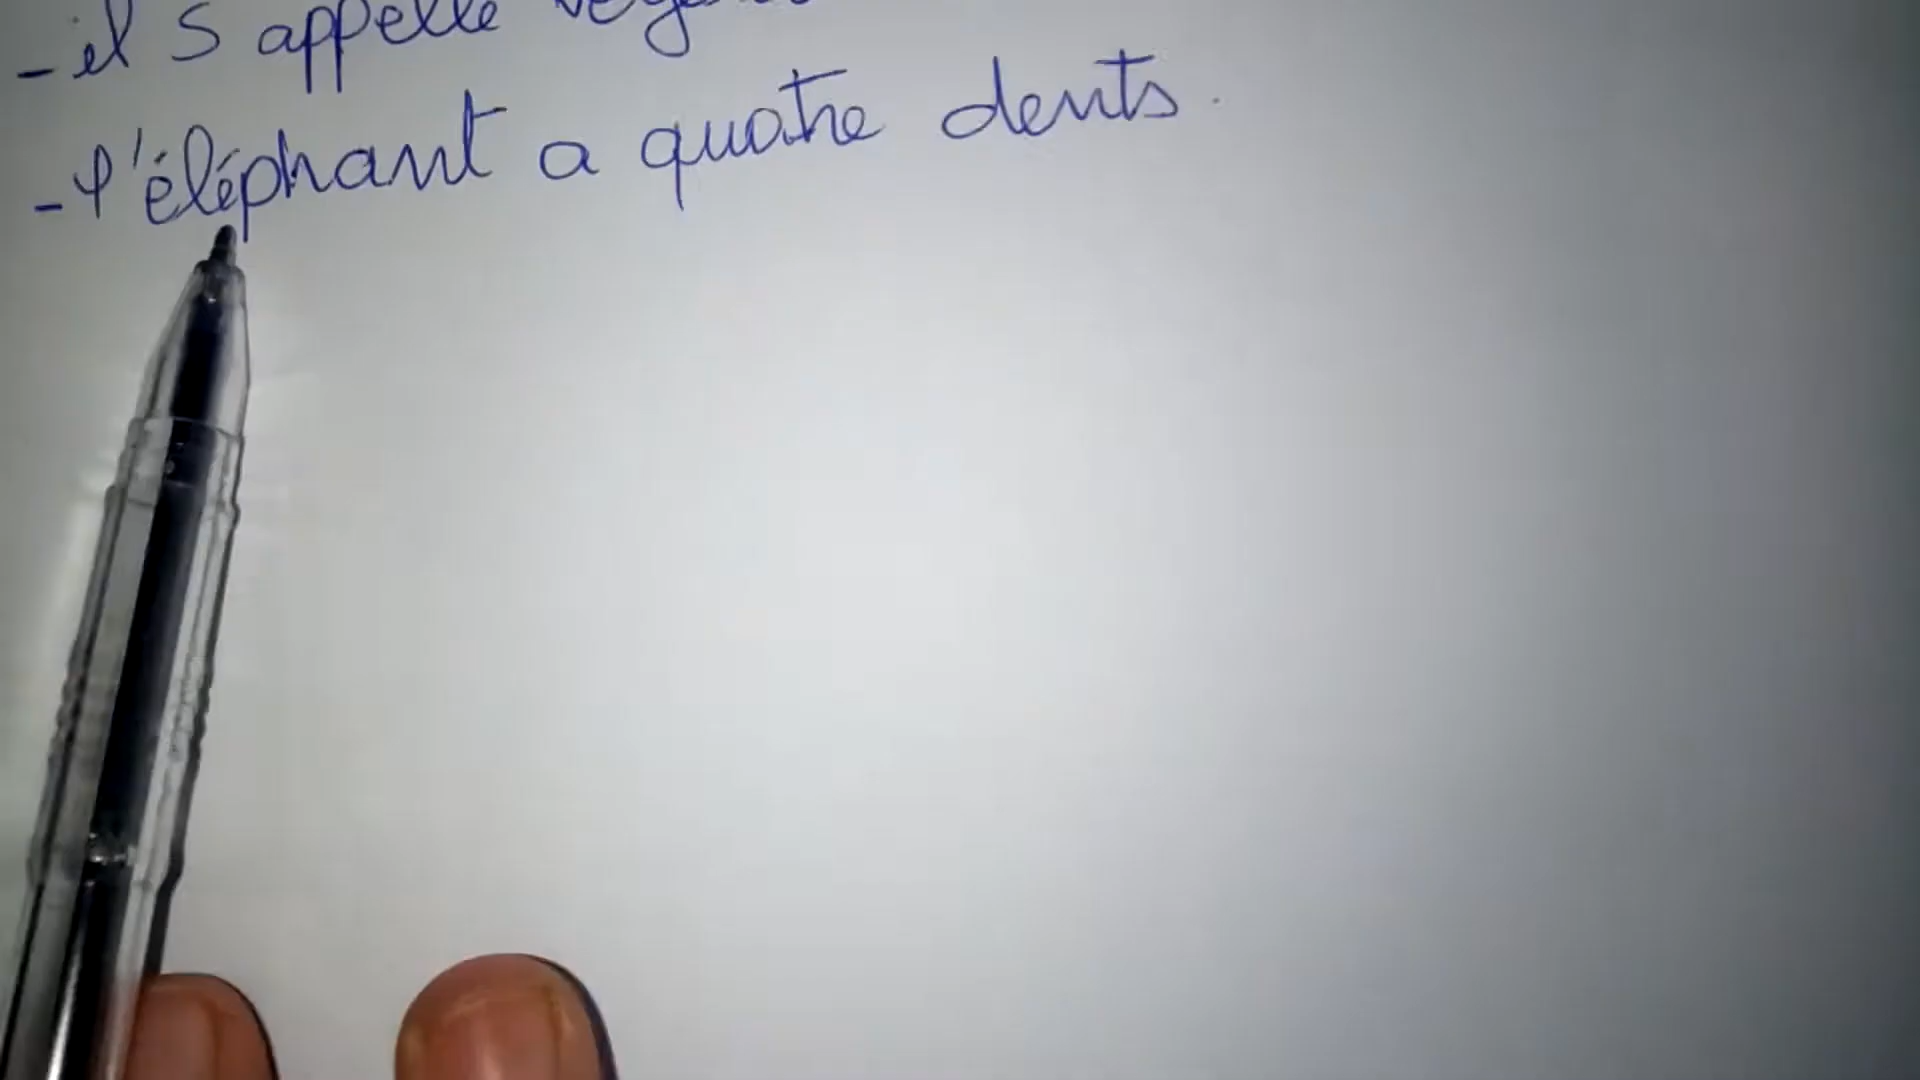 - il s'appelle
- l'éléphant a quatre dents.